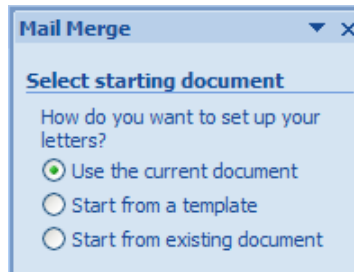 Mail Merge
Select starting document
How do you want to set up your
letters?
Use the current document
Start from a template
Start from existing document